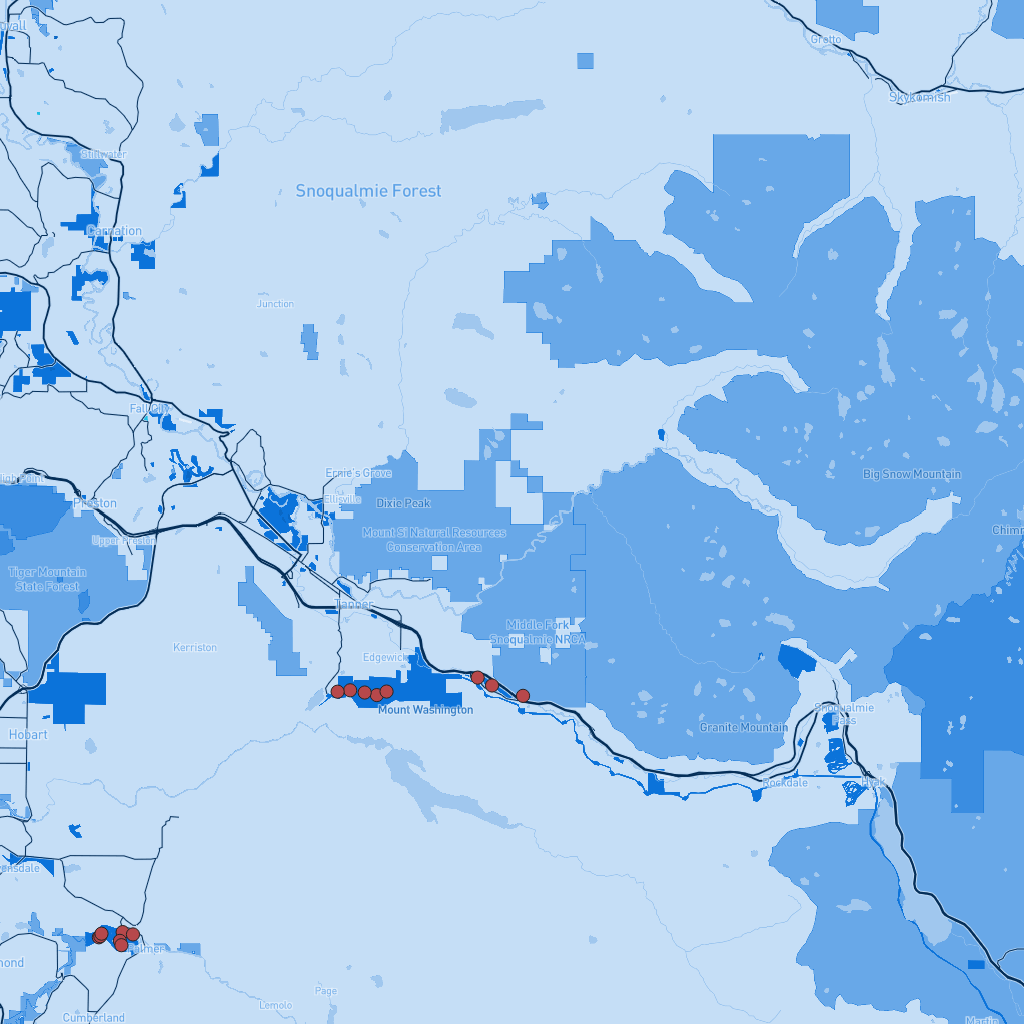 Grotto
Skykomish
Stillwater
Snoqualmie Forest
Carnation
Junction
Fall City
Ernie's Grove
Big Snow Mountain
Ellisville
Dixie Peak
Preston
Mount Si Natural Resources
Conservation Area
Upper Preston
Tiger Mountain
State Forest
Tanner
Middle Fork
Snoqualmie NRCA
Kerriston
Edgewick
Mount Washington
Snoqualmie
Pass
Granite Mountain
Hobart
Rockdale
Hyak
Palmer
Page
Lemolo
Cumberland
Martin